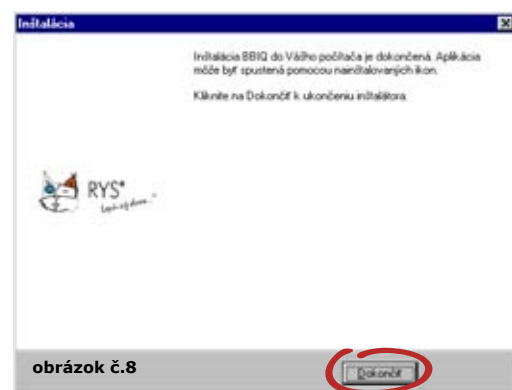 Inštalácia
Inštalácia BBIQ do Vášho počítača je dokončená. Aplikácia
môže byť spustená pomocou nainštalovaných ikon.
Kliknite na Dokončiť k ukončeniu inštalátora.
RYS
obrázok č.8
Dokončiť